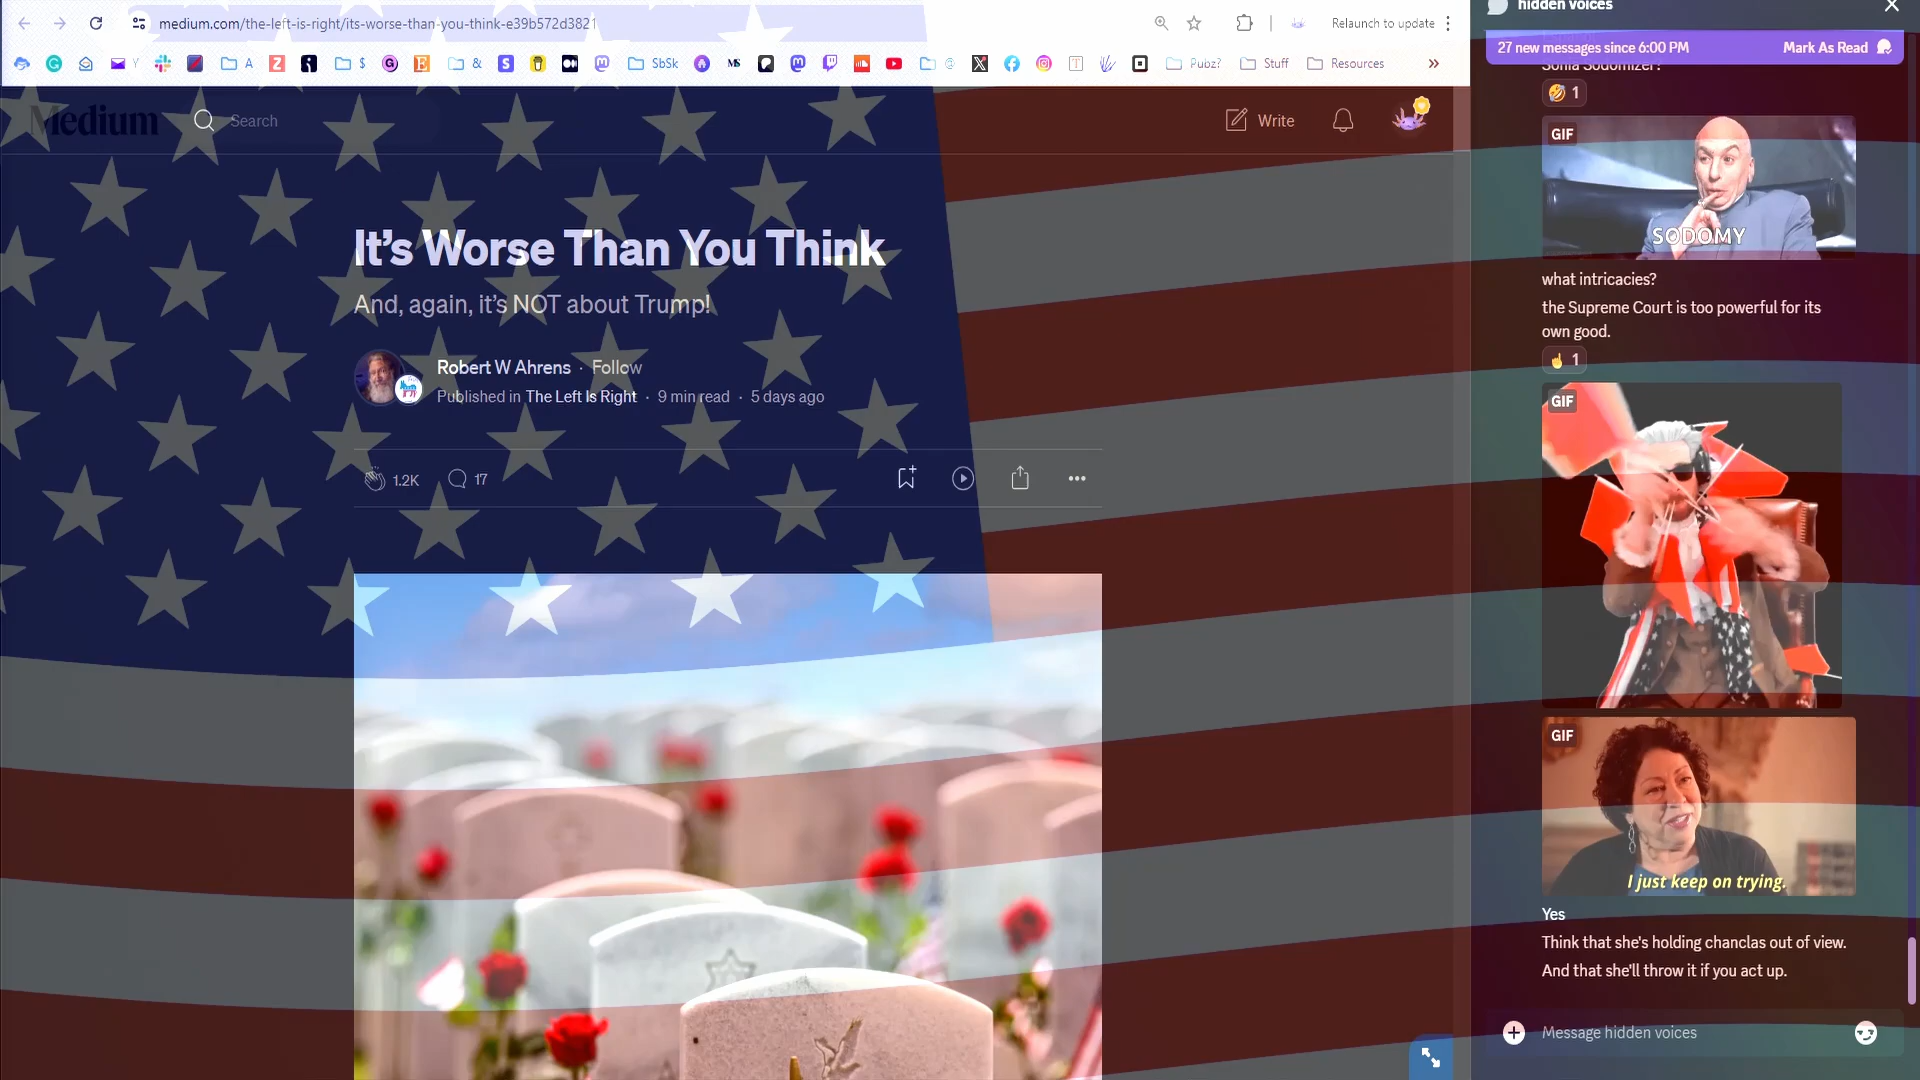 medium.com/the-left-is-right/its-worse-than-you-think-e39b572d3821
Relaunch to update
Y
A
$
&
SbSk
@
Pubz?
Stuff
Resources
Medium
Search
Write
It's Worse Than You Think
And, again, it's NOT about Trump!
Robert W Ahrens · Follow
Published in The Left Is Right · 9 min read · 5 days ago
1.2K
17
hidden voices
27 new messages since 6:00 PM
Mark As Read
Sonia Sodomizer?
1
GIF
SODOMY
what intricacies?
the Supreme Court is too powerful for its
own good.
1
GIF
GIF
I just keep on trying.
Yes
Think that she's holding chanclas out of view.
And that she'll throw it if you act up.
Message hidden voices